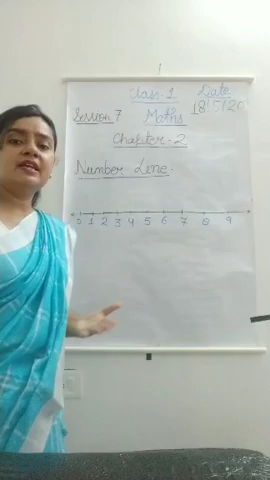 Class-1 Date
Session 7 Maths 18/5/20
Chapter-2
Number Line-
0 1 2 3 4 5 6 7 8 9